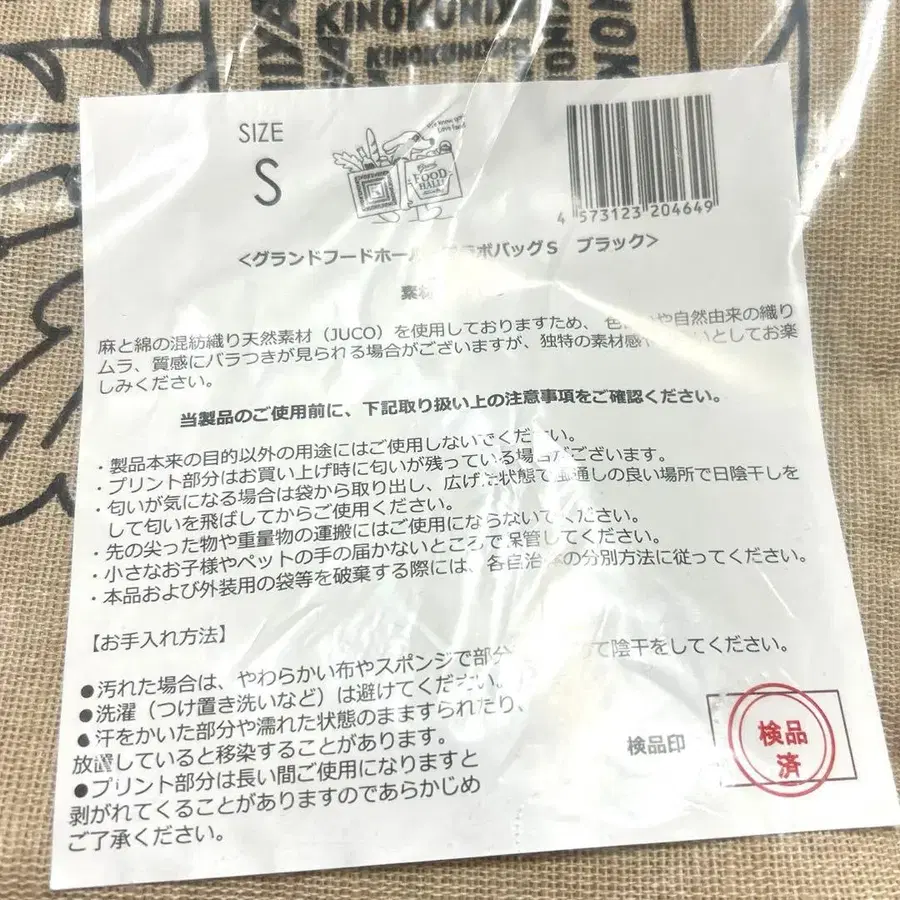 KINOKUNIYA
KINOKUNIYA
SIZE
S
We know you
Love food
FOOD
HALL
4 573123 204649
<グランドフードホール ラボバッグS ブラック>
素材
麻と綿の混紡織り天然素材（JUCO）を使用しておりますため、色 や自然由来の織り
ムラ、質感にバラつきが見られる場合がございますが、独特の素材感や いとしてお楽
しみください。
当製品のご使用前に、下記取り扱い上の注意事項をご確認ください。
・製品本来の目的以外の用途にはご使用しないでください。
・プリント部分はお買い上げ時に匂いが残っている場合がございます。
・匂いが気になる場合は袋から取り出し、広げた状態で風通しの良い場所で日陰干しを
して匂いを飛ばしてからご使用ください。
・先の尖った物や重量物の運搬にはご使用にならないでください。
・小さなお子様やペットの手の届かないところで保管してください。
・本品および外装用の袋等を破棄する際には、各自治体の分別方法に従ってください。
【お手入れ方法】
●汚れた場合は、やわらかい布やスポンジで部分 て陰干をしてください。
●洗濯（つけ置き洗いなど）は避けてください。
●汗をかいた部分や濡れた状態のまますられたり、
放置していると移染することがあります。
●プリント部分は長い間ご使用になりますと
剥がれてくることがありますのであらかじめ
ご了承ください。
検品印
検品
済